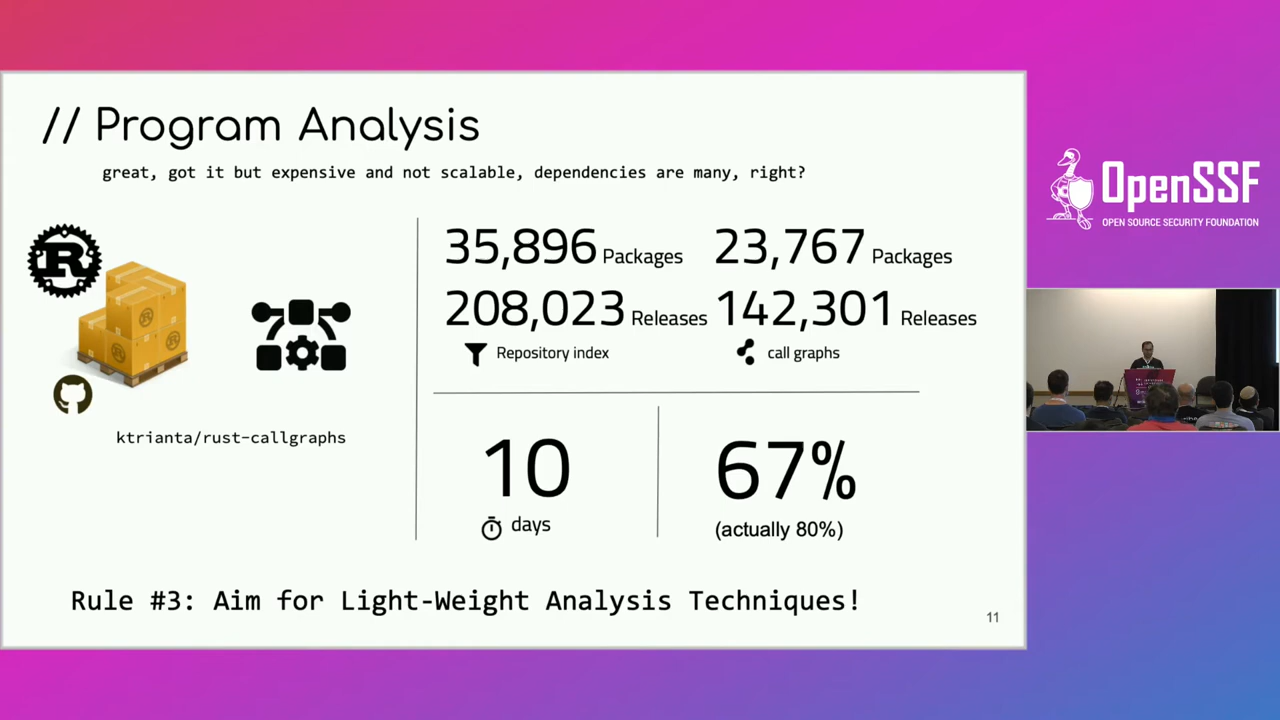 // Program Analysis
great, got it but expensive and not scalable, dependencies are many, right?
35,896 Packages 23,767 Packages
208,023 Releases 142,301 Releases
Repository index call graphs
ktrianta/rust-callgraphs
10 67%
days (actually 80%)
Rule #3: Aim for Light-Weight Analysis Techniques!
11
R
OpenSSF
OPEN SOURCE SECURITY FOUNDATION